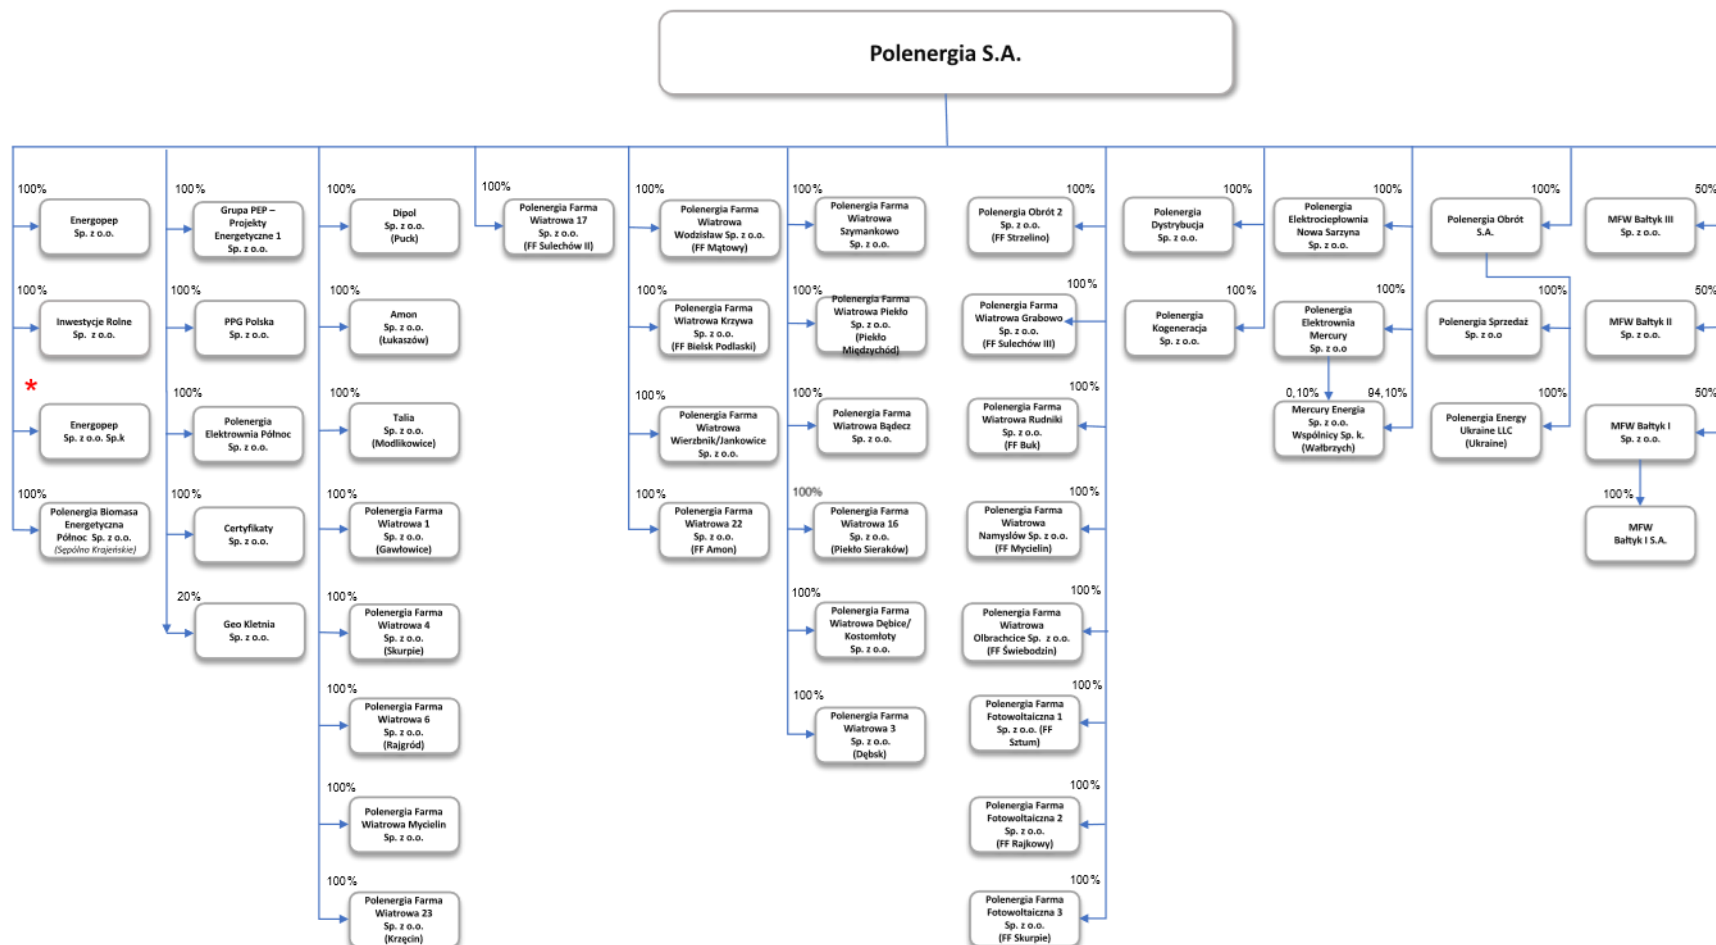 Polenergia S.A.
100%
Energopep
Sp. z o.o.
100%
Inwestycje Rolne
Sp. z o.o.
*
Energopep
Sp. z o.o. Sp.k
100%
Polenergia Biomasa
Energetyczna
Północ Sp. z o.o.
(Sępólno Krajeńskie)
100%
Grupa PEP –
Projekty
Energetyczne 1
Sp. z o.o.
100%
PPG Polska
Sp. z o.o.
100%
Polenergia
Elektrownia Północ
Sp. z o.o.
100%
Certyfikaty
Sp. z o.o.
20%
Geo Kletnia
Sp. z o.o.
100%
Dipol
Sp. z o.o.
(Puck)
100%
Amon
Sp. z o.o.
(Łukaszów)
100%
Talia
Sp. z o.o.
(Modlikowice)
100%
Polenergia Farma
Wiatrowa 1
Sp. z o.o.
(Gawłowice)
100%
Polenergia Farma
Wiatrowa 4
Sp. z o.o.
(Skurpie)
100%
Polenergia Farma
Wiatrowa 6
Sp. z o.o.
(Rajgród)
100%
Polenergia Farma
Wiatrowa Mycielin
Sp. z o.o.
100%
Polenergia Farma
Wiatrowa 23
Sp. z o.o.
(Krzęcin)
100%
Polenergia Farma
Wiatrowa 17
Sp. z o.o.
(FF Sulechów II)
100%
Polenergia Farma
Wiatrowa
Wodzisław Sp. z o.o.
(FF Mątowy)
100%
Polenergia Farma
Wiatrowa Krzywa
Sp. z o.o.
(FF Bielsk Podlaski)
100%
Polenergia Farma
Wiatrowa
Wierzbnik/Jankowice
Sp. z o.o.
100%
Polenergia Farma
Wiatrowa 22
Sp. z o.o.
(FF Amon)
100%
Polenergia Farma
Wiatrowa
Szymankowo
Sp. z o.o.
100%
Polenergia Farma
Wiatrowa Piekło
Sp. z o.o.
(Piekło
Międzychód)
100%
Polenergia Farma
Wiatrowa Bądecz
Sp. z o.o.
100%
Polenergia Farma
Wiatrowa 16
Sp. z o.o.
(Piekło Sieraków)
100%
Polenergia Farma
Wiatrowa Dębice/
Kostomłoty
Sp. z o.o.
100%
Polenergia Farma
Wiatrowa 3
Sp. z o.o.
(Dębsk)
100%
Polenergia Obrót 2
Sp. z o.o.
(FF Strzelino)
100%
Polenergia Farma
Wiatrowa Grabowo
Sp. z o.o.
(FF Sulechów III)
100%
Polenergia Farma
Wiatrowa Rudniki
Sp. z o.o.
(FF Buk)
100%
Polenergia Farma
Wiatrowa
Namysłów Sp. z o.o.
(FF Mycielin)
100%
Polenergia Farma
Wiatrowa
Olbrachcice Sp. z o.o.
(FF Świebodzin)
100%
Polenergia Farma
Fotowoltaiczna 1
Sp. z o.o. (FF
Sztum)
100%
Polenergia Farma
Fotowoltaiczna 2
Sp. z o.o.
(FF Rajkowy)
100%
Polenergia Farma
Fotowoltaiczna 3
Sp. z o.o.
(FF Skurpie)
100%
Polenergia
Dystrybucja
Sp. z o.o.
100%
Polenergia
Kogeneracja
Sp. z o.o.
100%
Polenergia
Elektrociepłownia
Nowa Sarzyna
Sp. z o.o.
100%
Polenergia
Elektrownia
Mercury
Sp. z o.o
0,10%
94,10%
Mercury Energia
Sp. z o.o.
Wspólnicy Sp. k.
(Wałbrzych)
100%
Polenergia Obrót
S.A.
100%
Polenergia Sprzedaż
Sp. z o.o
100%
Polenergia Energy
Ukraine LLC
(Ukraine)
50%
MFW Bałtyk III
Sp. z o.o.
50%
MFW Bałtyk II
Sp. z o.o.
50%
MFW Bałtyk I
Sp. z o.o.
100%
MFW
Bałtyk I S.A.